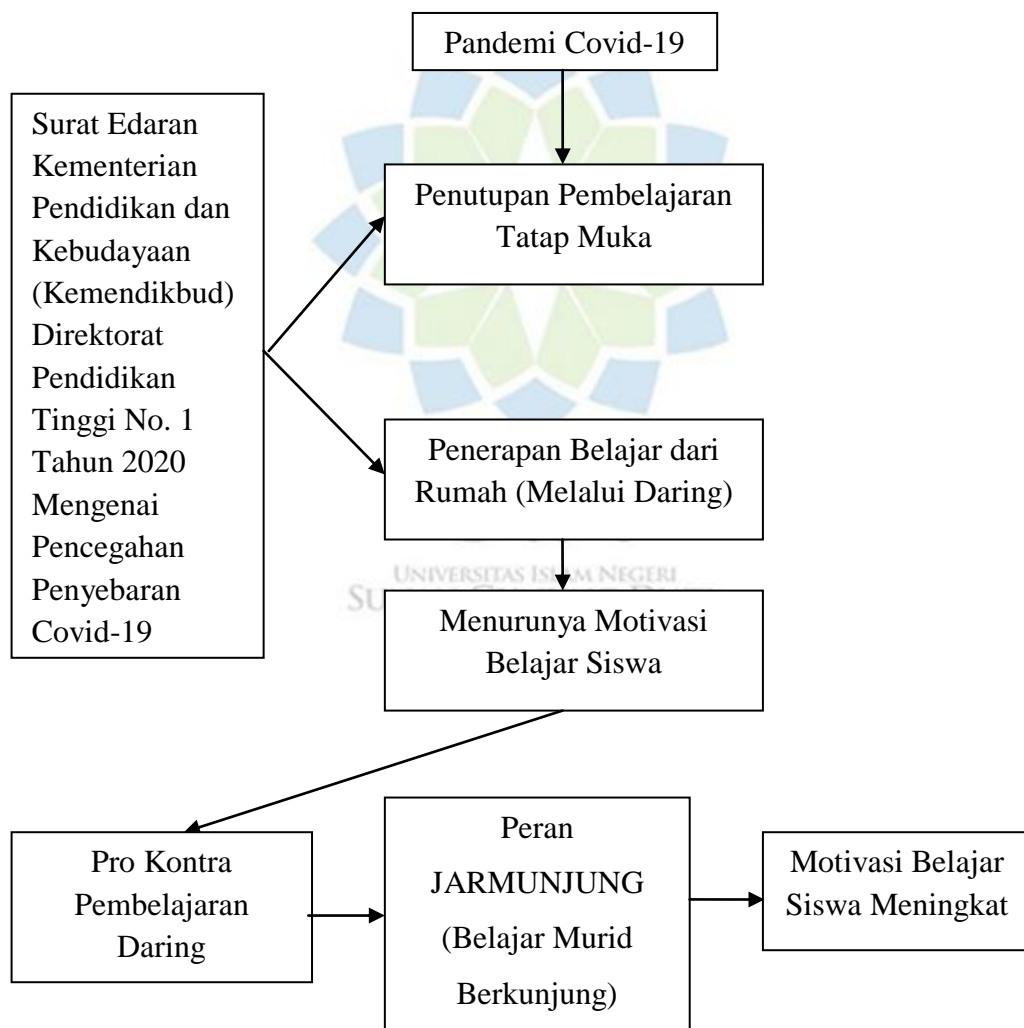 Pandemi Covid-19
Surat Edaran
Kementerian
Pendidikan dan
Kebudayaan
(Kemendikbud)
Direktorat
Pendidikan
Tinggi No. 1
Tahun 2020
Mengenai
Pencegahan
Penyebaran
Covid-19
Penutupan Pembelajaran
Tatap Muka
Penerapan Belajar dari
Rumah (Melalui Daring)
UNIVERSITAS ISLAM NEGERI
Menurunya Motivasi
Belajar Siswa
Pro Kontra
Pembelajaran
Daring
Peran
JARMUNJUNG
(Belajar Murid
Berkunjung)
Motivasi Belajar
Siswa Meningkat